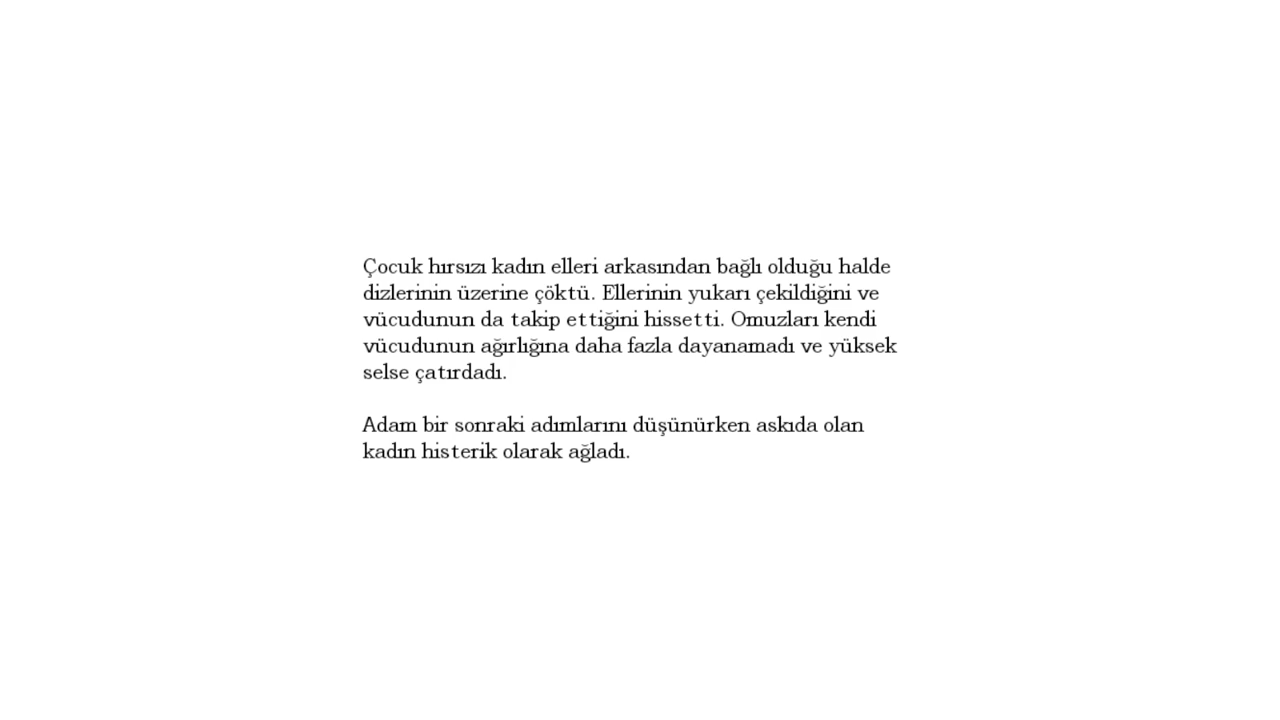 Çocuk hırsızı kadın elleri arkasından bağlı olduğu halde
dizlerinin üzerine çöktü. Ellerinin yukarı çekildiğini ve
vücudunun da takip ettiğini hissetti. Omuzları kendi
vücudunun ağırlığına daha fazla dayanamadı ve yüksek
selse çatırdadı.

Adam bir sonraki adımlarını düşünürken askıda olan
kadın histerik olarak ağladı.